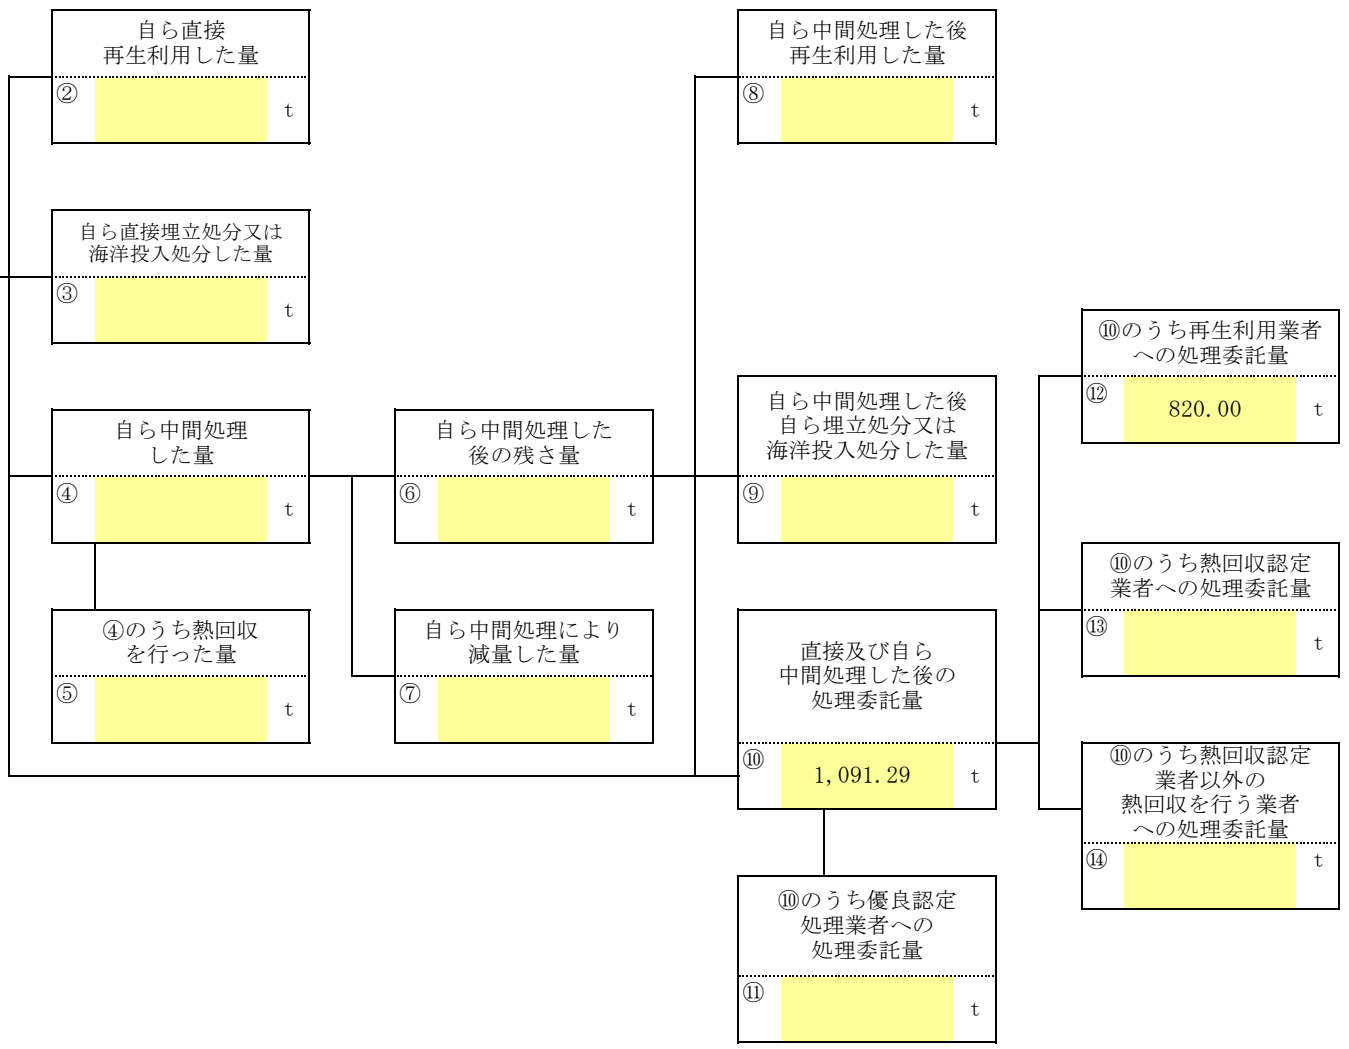 自ら直接
再生利用した量
②
t
自ら中間処理した後
再生利用した量
⑧
t
自ら直接埋立処分又は
海洋投入処分した量
③
t
⑩のうち再生利用業者
への処理委託量
⑫
820.00
t
自ら中間処理
した量
④
t
自ら中間処理した
後の残さ量
⑥
t
自ら中間処理した後
自ら埋立処分又は
海洋投入処分した量
⑨
t
⑩のうち熱回収認定
業者への処理委託量
⑬
t
④のうち熱回収
を行った量
⑤
t
自ら中間処理により
減量した量
⑦
t
直接及び自ら
中間処理した後の
処理委託量
⑩
1,091.29
t
⑩のうち熱回収認定
業者以外の
熱回収を行う業者
への処理委託量
⑭
t
⑩のうち優良認定
処理業者への
処理委託量
⑪
t